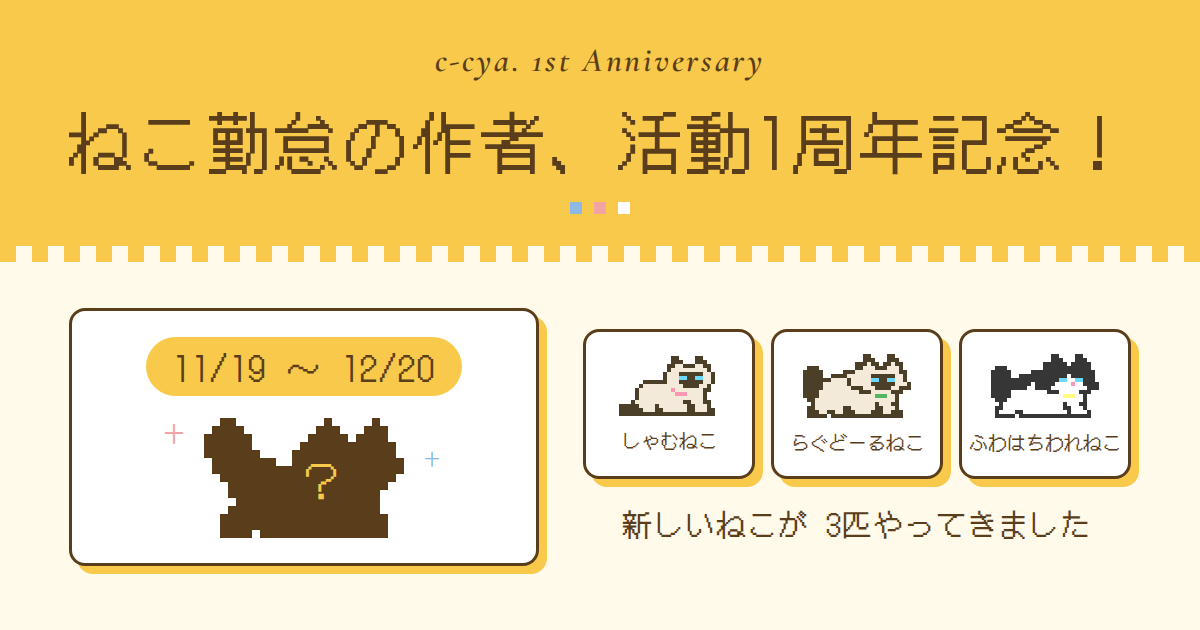 c-cya. 1st Anniversary
ねこ勤怠の作者、活動1周年記念！
11/19 〜 12/20
?
しゃむねこ
らぐどーるねこ
ふわはちわれねこ
新しいねこが 3匹やってきました